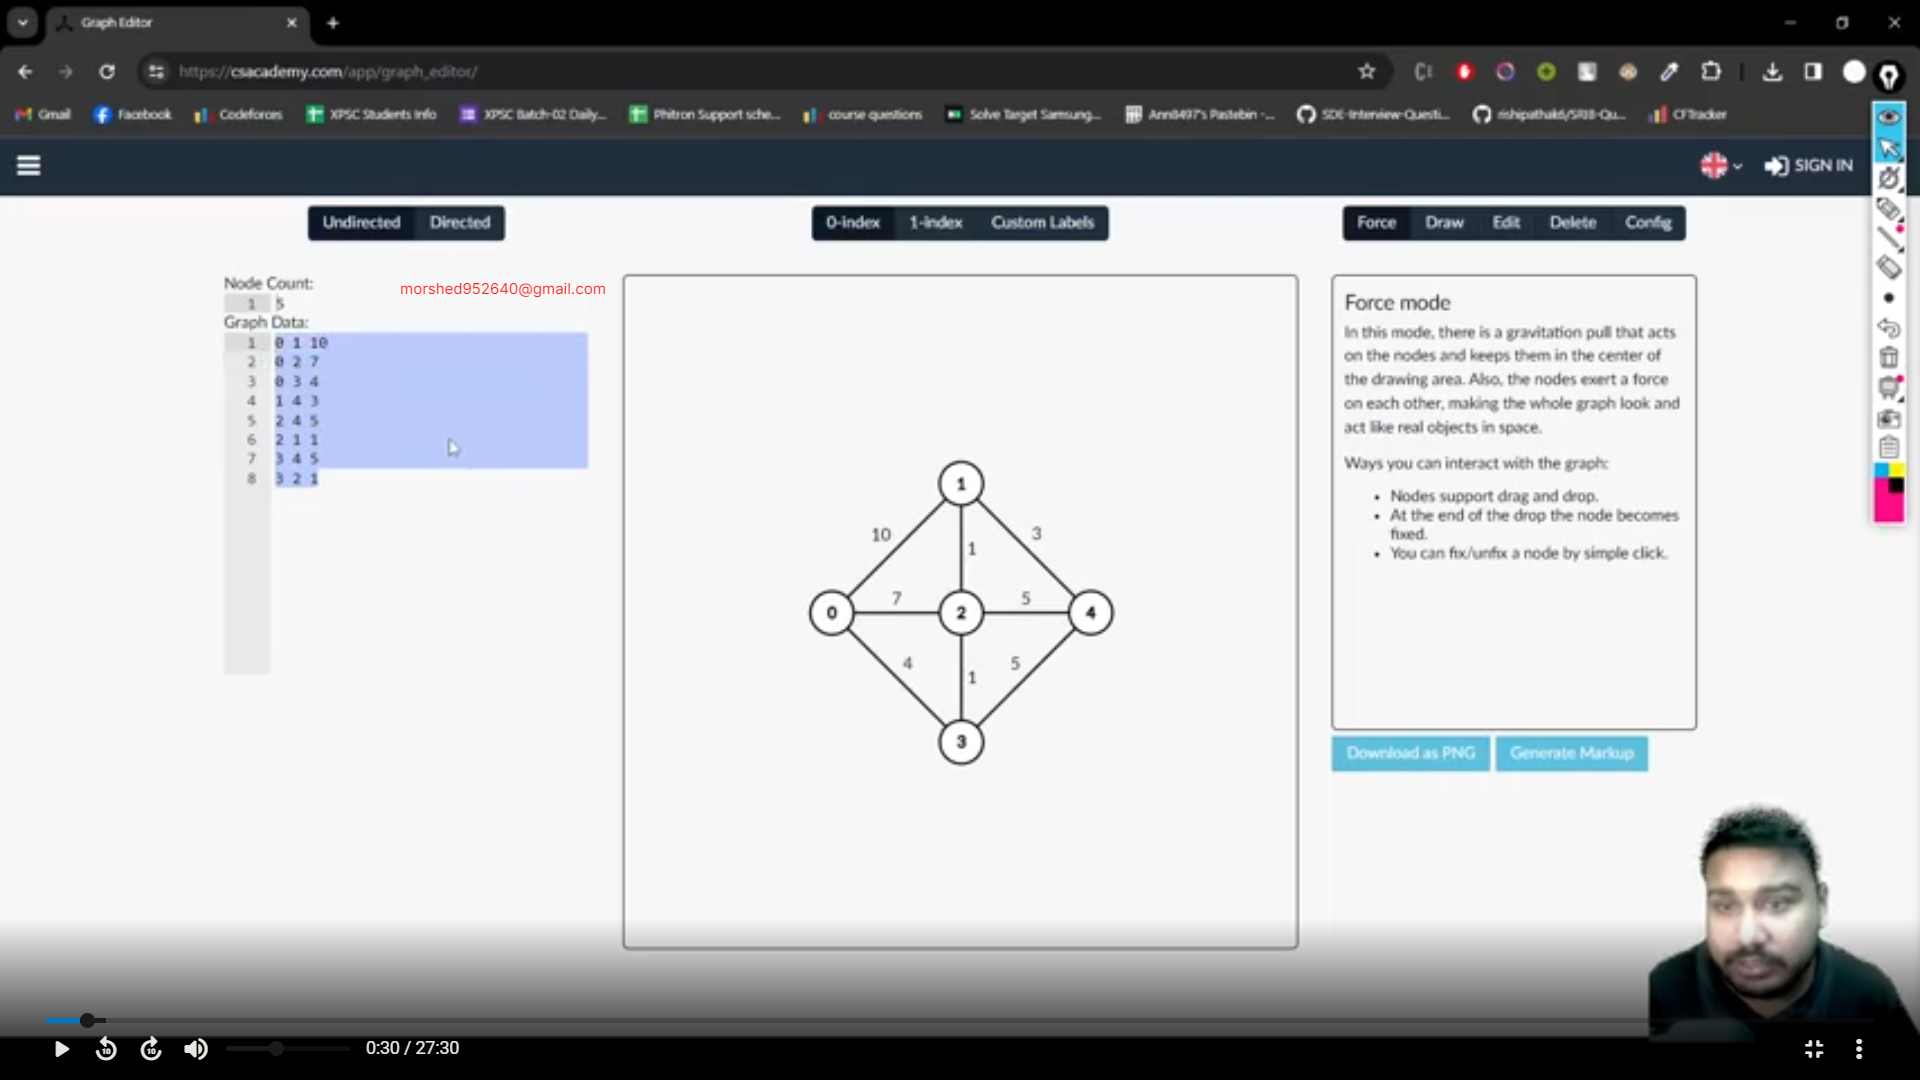 Graph Editor
https://csacademy.com/app/graph_editor/
Gmail Facebook Codeforces XPSC Students Info XPSC Batch-02 Daily... Phitron Support sche... course questions Solve Target Samsung... Ann8497's Pastebin -... SDE-Interview-Questi... rishipathak6/SRIB-Qu... CFTracker
SIGN IN
Undirected Directed 0-index 1-index Custom Labels Force Draw Edit Delete Config
Node Count:
morshed952640@gmail.com
1 5
Graph Data:
1 0 1 10
2 0 2 7
3 0 3 4
4 1 4 3
5 2 4 5
6 2 1 1
7 3 4 5
8 3 2 1
1
10 3
1
7 5
0 2 4
4 5
1
3
Force mode
In this mode, there is a gravitation pull that acts
on the nodes and keeps them in the center of
the drawing area. Also, the nodes exert a force
on each other, making the whole graph look and
act like real objects in space.
Ways you can interact with the graph:
• Nodes support drag and drop.
• At the end of the drop the node becomes
fixed.
• You can fix/unfix a node by simple click.
Download as PNG Generate Markup
10 10 0:30 / 27:30